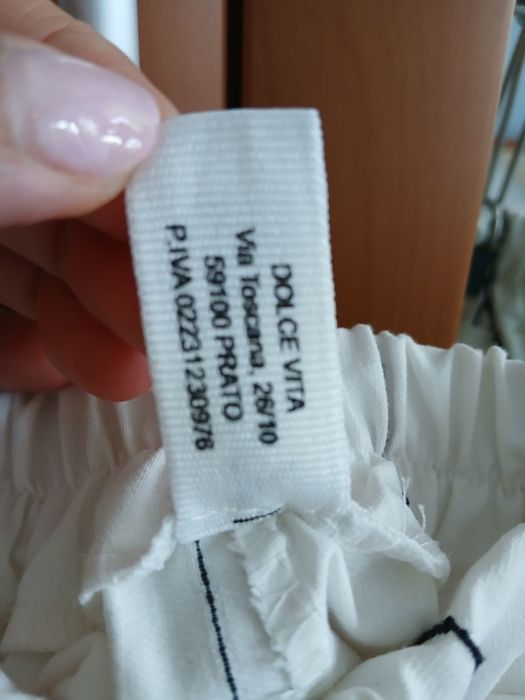 DOLCE VITA
Via Toscana, 26/10
59100 PRATO
P.IVA 02231230976